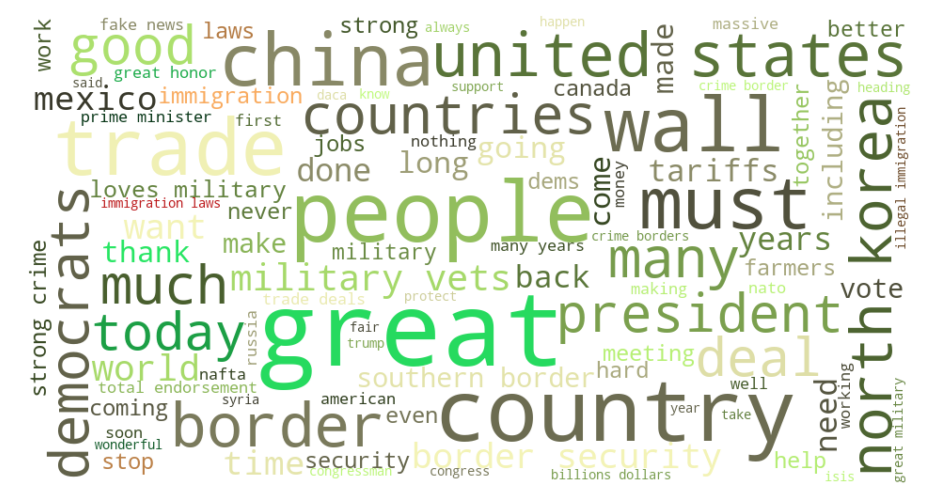 fake news
strong
always
happen
massive
better
work
good
laws
china
united
states
made
great honor
said
support
canada
crime border
heading
mexico
immigration
daca
know
countries
wall
prime minister
first
trade
jobs
nothing
going
together
including
north korea
illegal immigration
done
long
come
money
tariffs
loves military
dems
must
immigration laws
never
people
democrats
want
make
military
many years
crime borders
many
years
thank
strong crime
much
military vets
back
farmers
trade deals
protect
making
nato
vote
today
russia
great
fair
trump
president
world
nafta
meeting
deal
southern border
hard
total endorsement
syria
american
well
year
take
need
working
great military
coming
border
even
country
soon
wonderful
stop
time
security
border security
help
congressman
congress
billions dollars
isis